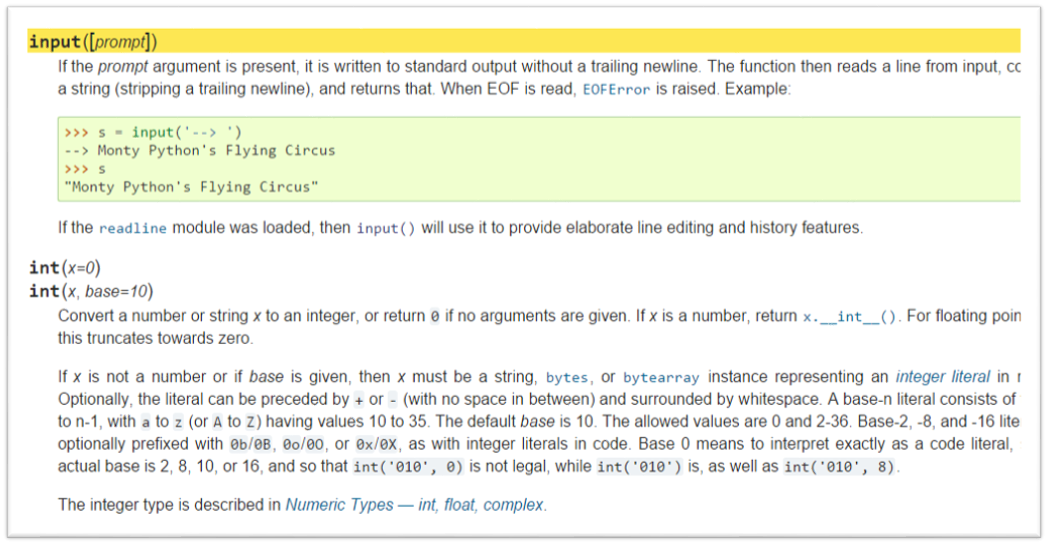 input([prompt])
If the prompt argument is present, it is written to standard output without a trailing newline. The function then reads a line from input, cc
a string (stripping a trailing newline), and returns that. When EOF is read, EOFError is raised. Example:
>>> s = input('--> ')
--> Monty Python's Flying Circus
>>> s
"Monty Python's Flying Circus"
If the readline module was loaded, then input() will use it to provide elaborate line editing and history features.
int(x=0)
int(x, base=10)
Convert a number or string x to an integer, or return 0 if no arguments are given. If x is a number, return x.__int__(). For floating poin
this truncates towards zero.
If x is not a number or if base is given, then x must be a string, bytes, or bytearray instance representing an integer literal in
Optionally, the literal can be preceded by + or - (with no space in between) and surrounded by whitespace. A base-n literal consists of
to n-1, with a to z (or A to Z) having values 10 to 35. The default base is 10. The allowed values are 0 and 2-36. Base-2, -8, and -16 lite
optionally prefixed with 0b/0B, 0o/0O, or 0x/0X, as with integer literals in code. Base 0 means to interpret exactly as a code literal,
actual base is 2, 8, 10, or 16, and so that int('010', 0) is not legal, while int('010') is, as well as int('010', 8).
The integer type is described in Numeric Types — int, float, complex.